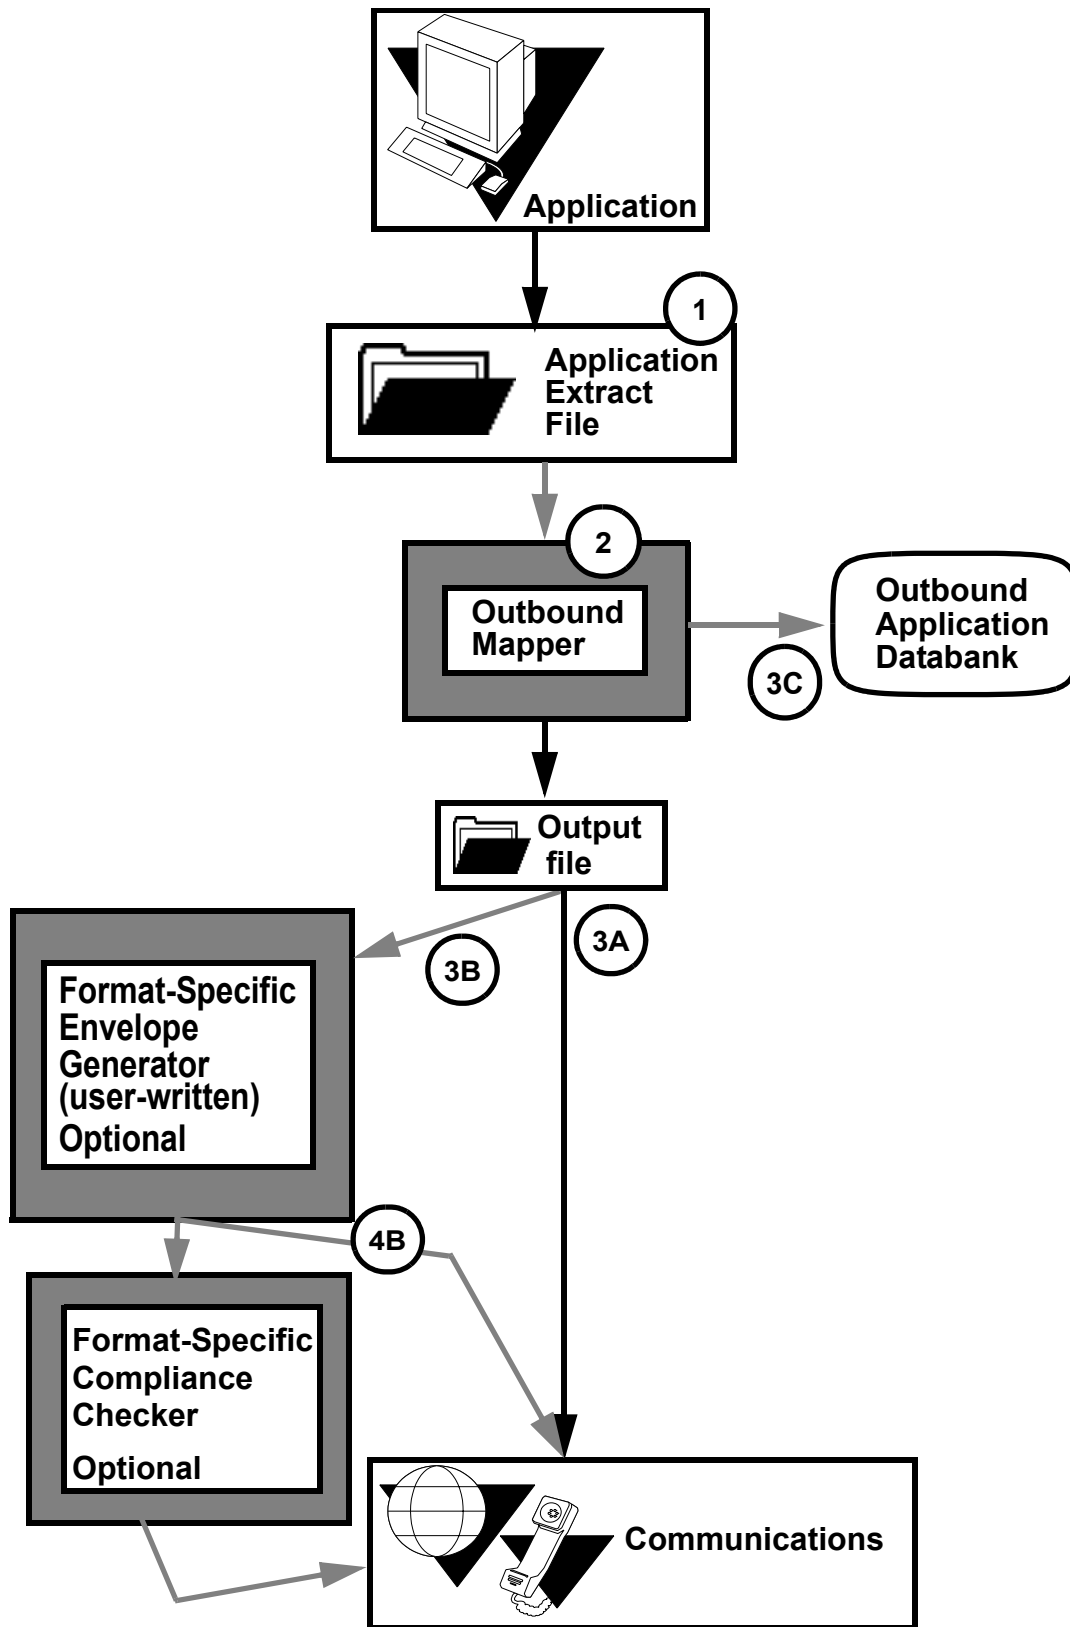 Application
1
Application
Extract
File
2
Outbound
Mapper
Outbound
Application
Databank
3C
Output
file
3A
3B
Format-Specific
Envelope
Generator
(user-written)
Optional
4B
Format-Specific
Compliance
Checker
Optional
Communications